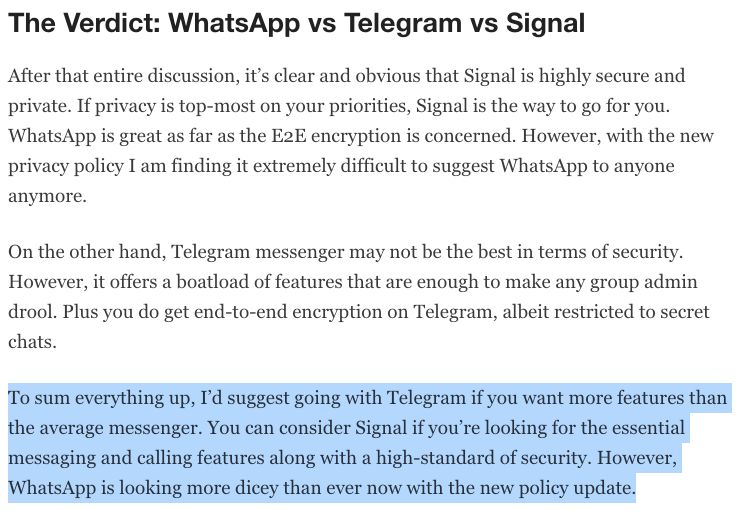 The Verdict: WhatsApp vs Telegram vs Signal
After that entire discussion, it's clear and obvious that Signal is highly secure and
private. If privacy is top-most on your priorities, Signal is the way to go for you.
WhatsApp is great as far as the E2E encryption is concerned. However, with the new
privacy policy I am finding it extremely difficult to suggest WhatsApp to anyone
anymore.
On the other hand, Telegram messenger may not be the best in terms of security.
However, it offers a boatload of features that are enough to make any group admin
drool. Plus you do get end-to-end encryption on Telegram, albeit restricted to secret
chats.
To sum everything up, I'd suggest going with Telegram if you want more features than
the average messenger. You can consider Signal if you're looking for the essential
messaging and calling features along with a high-standard of security. However,
WhatsApp is looking more dicey than ever now with the new policy update.